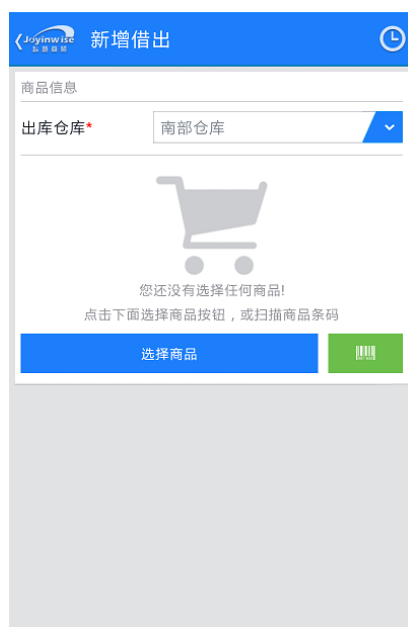 Joyinwise
新增借出
商品信息
出库仓库*
南部仓库
您还没有选择任何商品!
点击下面选择商品按钮，或扫描商品条码
选择商品